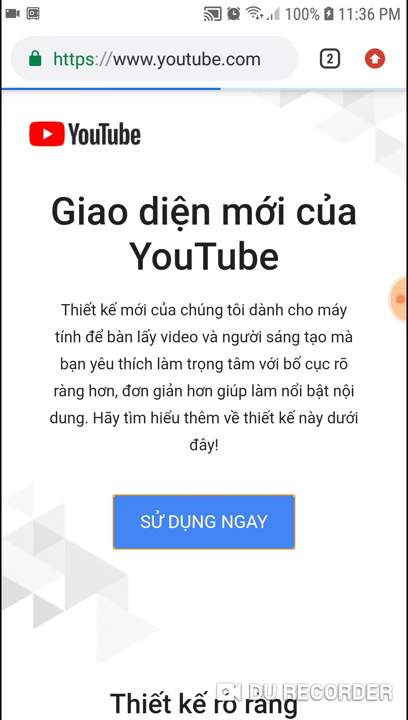 100% 11:36 PM
https://www.youtube.com 2
YouTube
Giao diện mới của
YouTube
Thiết kế mới của chúng tôi dành cho máy
tính để bàn lấy video và người sáng tạo mà
bạn yêu thích làm trọng tâm với bố cục rõ
ràng hơn, đơn giản hơn giúp làm nổi bật nội
dung. Hãy tìm hiểu thêm về thiết kế này dưới
đây!
SỬ DỤNG NGAY
DU RECORDER
Thiết kế rõ ràng